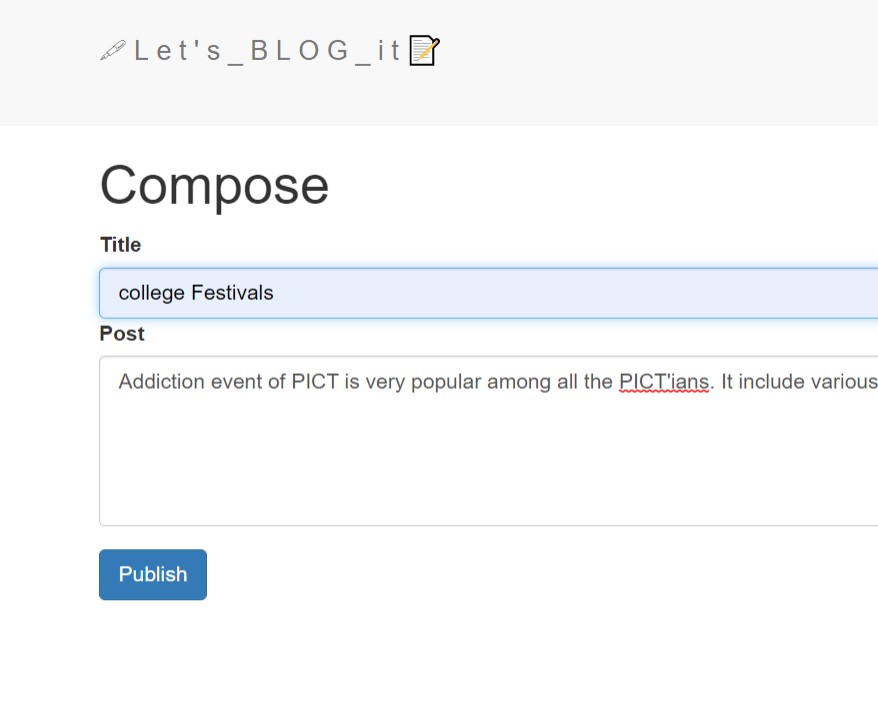 Let's_BLOG_it
Compose
Title
college Festivals
Post
Addiction event of PICT is very popular among all the PICT'ians. It include various
Publish